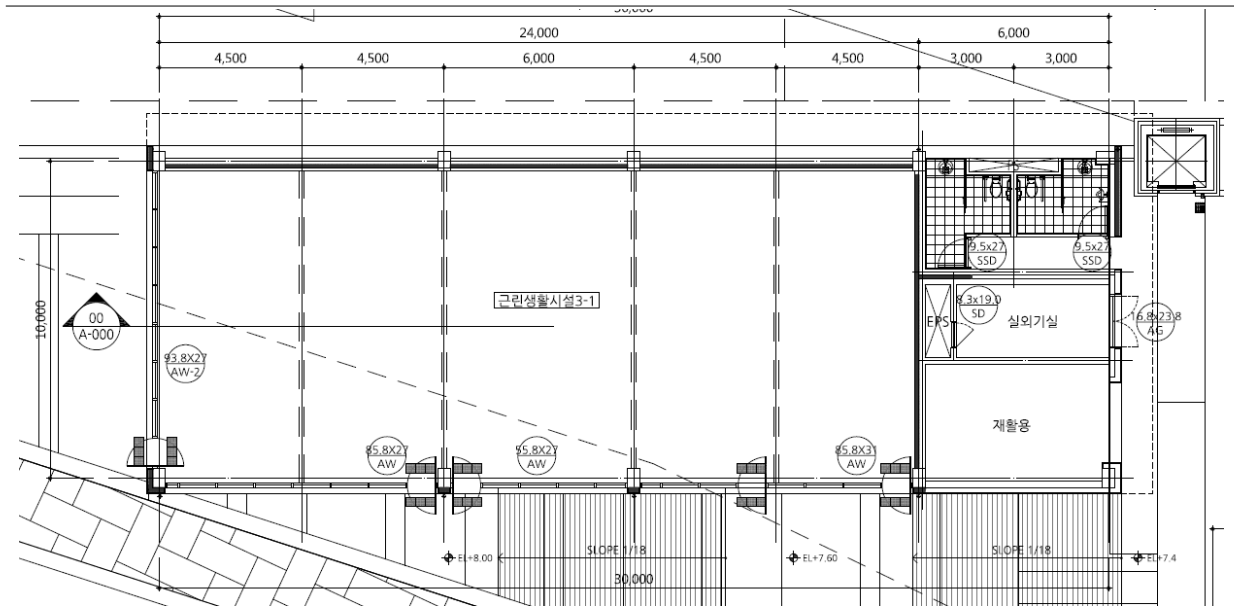 30,000
24,000
6,000
4,500
4,500
6,000
4,500
4,500
3,000
3,000
PD
9.5x27
SSD
9.5x27
SSD
10,000
00
A-000
근린생활시설3-1
8.3x19.0
SD
EPS
실외기실
16.8x23.8
AG
93.8X27
AW-2
재활용
85.8X27
AW
55.8X27
AW
85.8X31
AW
EL+8.00
SLOPE 1/18
EL+7.60
SLOPE 1/18
EL+7.4
30,000